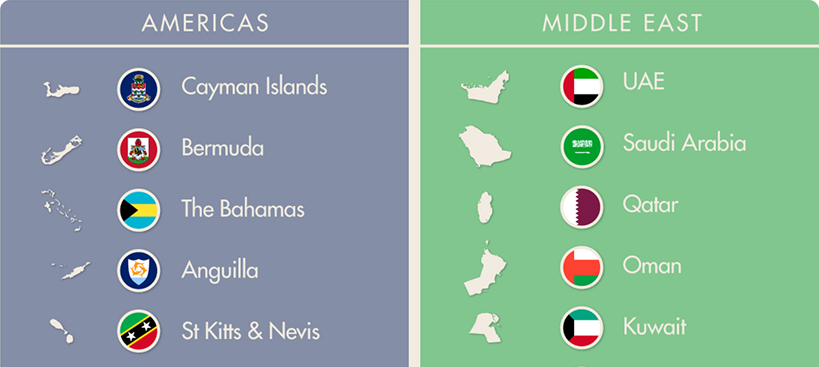 AMERICAS
Cayman Islands
Bermuda
The Bahamas
Anguilla
St Kitts & Nevis
MIDDLE EAST
UAE
Saudi Arabia
Qatar
Oman
Kuwait